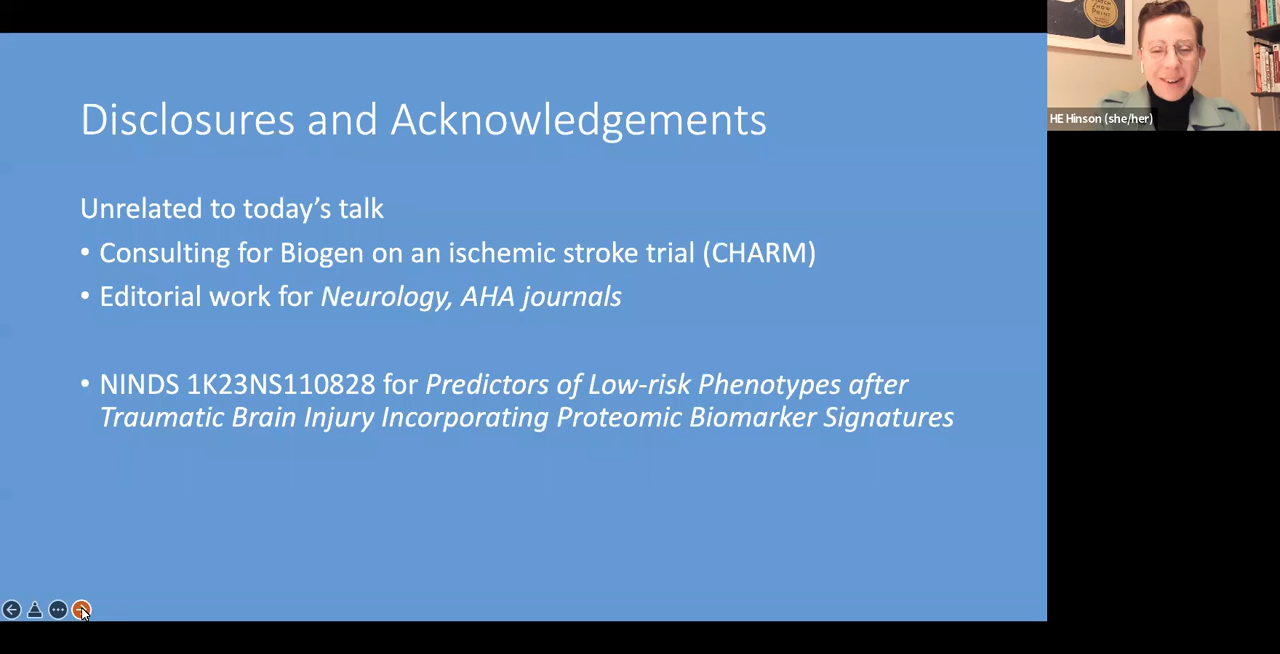 Disclosures and Acknowledgements
Unrelated to today's talk
• Consulting for Biogen on an ischemic stroke trial (CHARM)
• Editorial work for Neurology, AHA journals
• NINDS 1K23NS110828 for Predictors of Low-risk Phenotypes after
Traumatic Brain Injury Incorporating Proteomic Biomarker Signatures
HE Hinson (she/her)